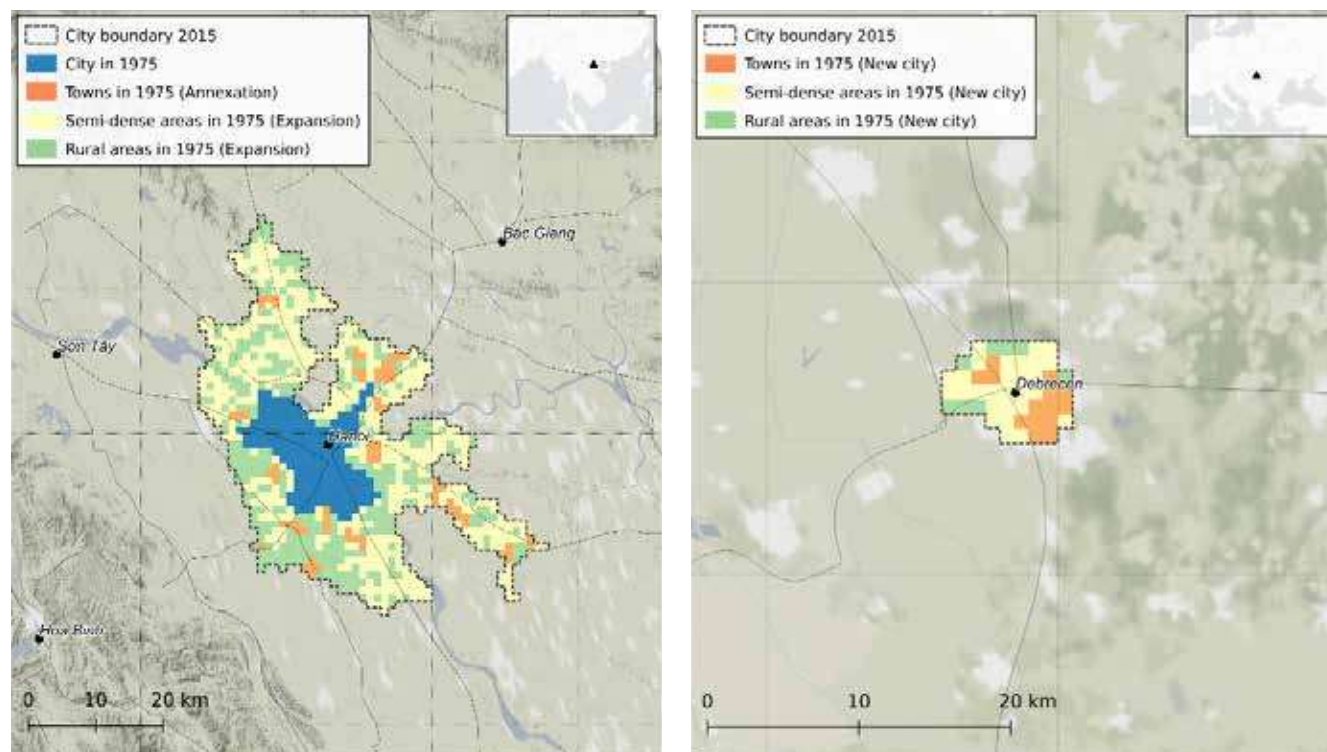 City boundary 2015
City in 1975
Towns in 1975 (Annexation)
Semi-dense areas in 1975 (Expansion)
Rural areas in 1975 (Expansion)
Bac Giang
Son Tay
Hanoi
Hoa Binh
0 10 20 km
City boundary 2015
Towns in 1975 (New city)
Semi-dense areas in 1975 (New city)
Rural areas in 1975 (New city)
Debrecen
0 10 20 km